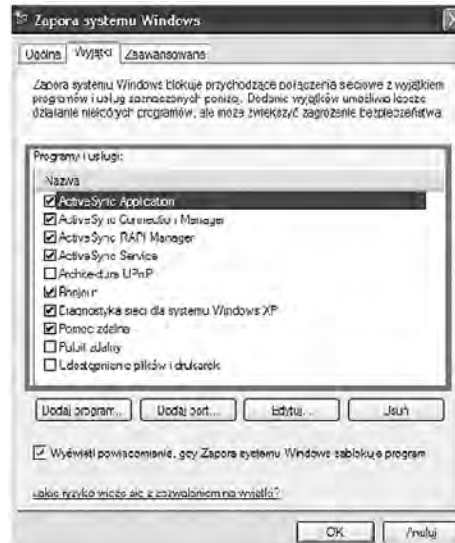 Zapora systemu Windows
Ogólne Wyjątki Zaawansowane
Zapora systemu Windows blokuje przychodzące połączenia sieciowe z wyjątkiem
programów i usług zaznaczonych poniżej. Dodanie wyjątków umożliwia lepsze
działanie niektórych programów, ale może zwiększyć zagrożenie bezpieczeństwa.
Programy i usługi:
Nazwa
ActiveSync Application
ActiveSync Connection Manager
ActiveSync RAPI Manager
ActiveSync Service
Architektura UPnP
Bonjour
Diagnostyka sieci dla systemu Windows XP
Pomoc zdalna
Pulpit zdalny
Udostępnianie plików i drukarek
Dodaj program... Dodaj port... Edytuj... Usuń
Wyświetl powiadomienie, gdy Zapora systemu Windows zablokuje program
Jakie ryzyko wiąże się z zezwalaniem na wyjątki?
OK Anuluj